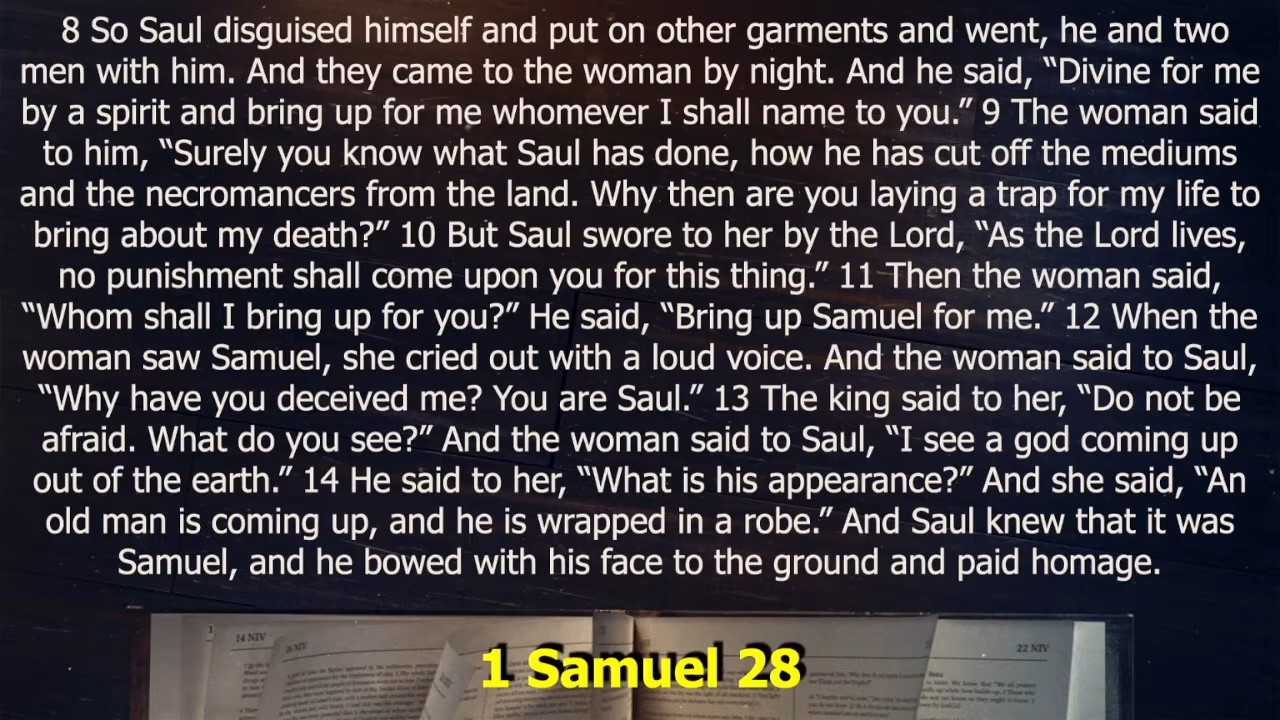 8 So Saul disguised himself and put on other garments and went, he and two
men with him. And they came to the woman by night. And he said, “Divine for me
by a spirit and bring up for me whomever I shall name to you.” 9 The woman said
to him, “Surely you know what Saul has done, how he has cut off the mediums
and the necromancers from the land. Why then are you laying a trap for my life to
bring about my death?” 10 But Saul swore to her by the Lord, “As the Lord lives,
no punishment shall come upon you for this thing.” 11 Then the woman said,
“Whom shall I bring up for you?” He said, “Bring up Samuel for me.” 12 When the
woman saw Samuel, she cried out with a loud voice. And the woman said to Saul,
“Why have you deceived me? You are Saul.” 13 The king said to her, “Do not be
afraid. What do you see?” And the woman said to Saul, “I see a god coming up
out of the earth.” 14 He said to her, “What is his appearance?” And she said, “An
old man is coming up, and he is wrapped in a robe.” And Saul knew that it was
Samuel, and he bowed with his face to the ground and paid homage.
14 NIV
22 NIV
1 Samuel 28